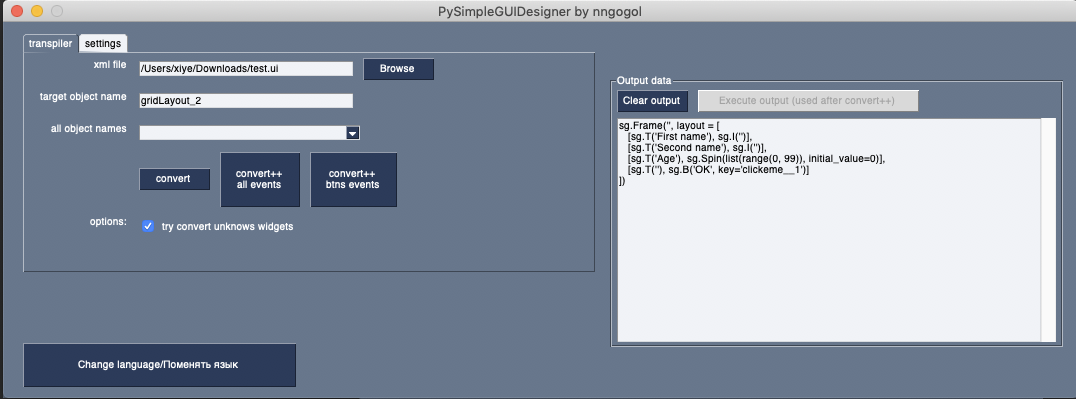 PySimpleGUIDesigner by nngogol
transpiler settings
xml file /Users/xiye/Downloads/test.ui Browse
target object name gridLayout_2
all object names
convert
convert++
all events
convert++
btns events
options: try convert unknows widgets
Change language/Поменять язык
Output data
Clear output Execute output (used after convert++)
sg.Frame('', layout = [
[sg.T('First name'), sg.I('')],
[sg.T('Second name'), sg.I('')],
[sg.T('Age'), sg.Spin(list(range(0, 99)), initial_value=0)],
[sg.T(''), sg.B('OK', key='clickeme__1')]
])